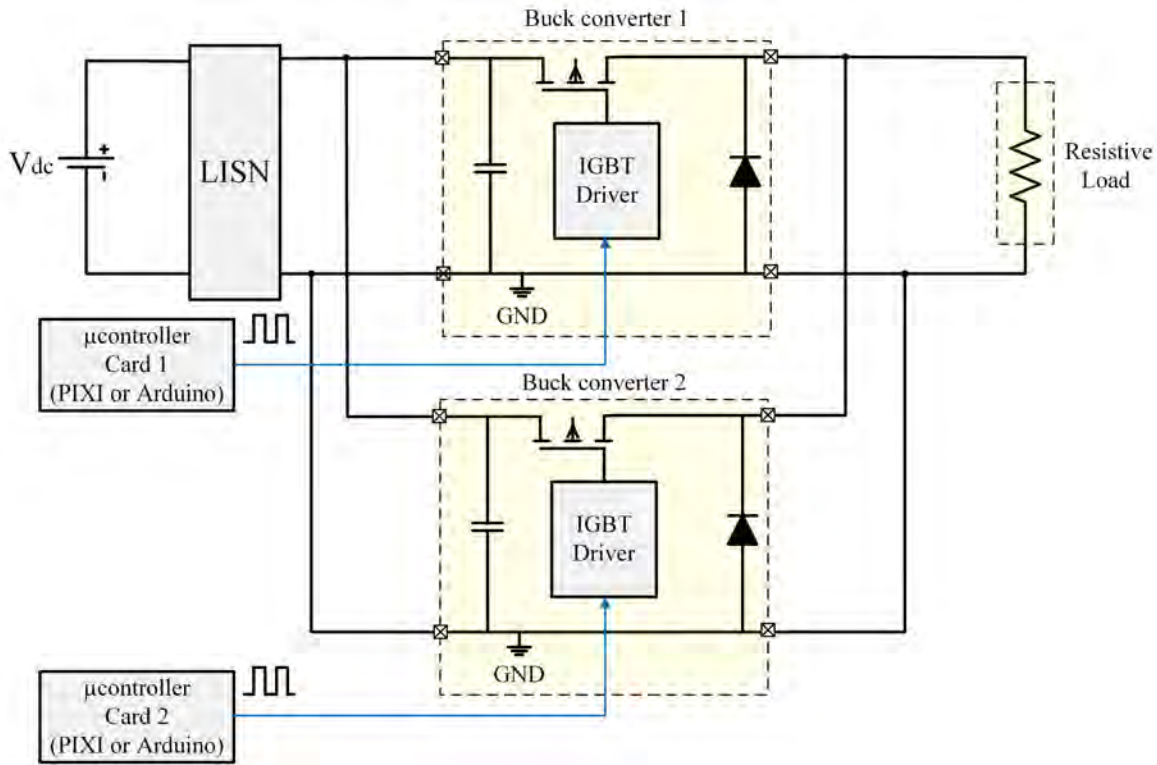 Buck converter 1
Vdc
+
LISN
IGBT
Driver
Resistive
Load
GND
μcontroller
Card 1
(PIXI or Arduino)
Buck converter 2
IGBT
Driver
GND
μcontroller
Card 2
(PIXI or Arduino)